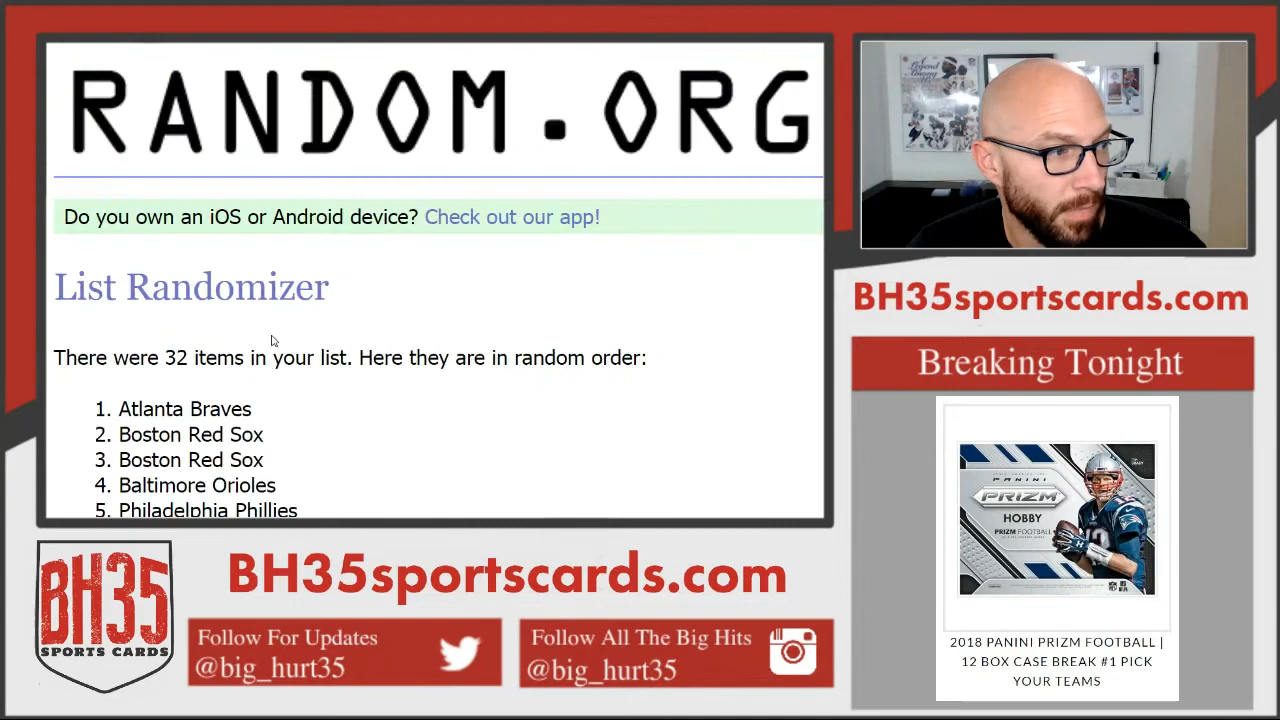 RANDOM.ORG
Do you own an iOS or Android device? Check out our app!
List Randomizer
There were 32 items in your list. Here they are in random order:
1. Atlanta Braves
2. Boston Red Sox
3. Boston Red Sox
4. Baltimore Orioles
5. Philadelphia Phillies
BH35sportscards.com
Breaking Tonight
PANINI
PRIZM
HOBBY
PRIZM FOOTBALL
2018 PANINI PRIZM FOOTBALL |
12 BOX CASE BREAK #1 PICK
YOUR TEAMS
BH35
SPORTS CARDS
BH35sportscards.com
Follow For Updates
@big_hurt35
Follow All The Big Hits
@big_hurt35